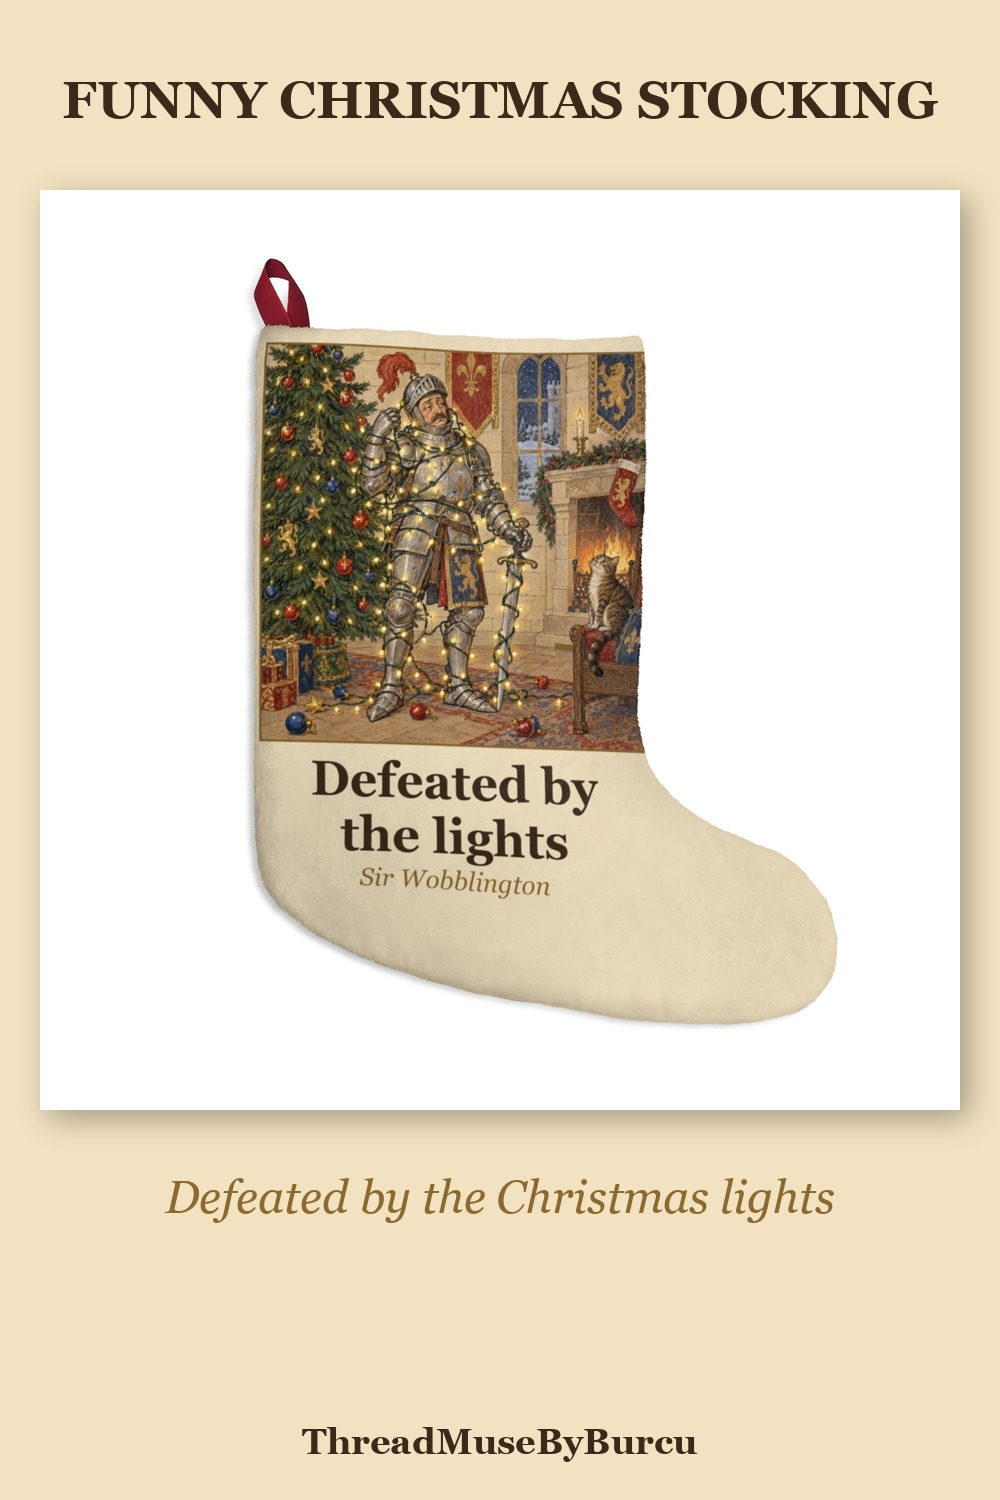 FUNNY CHRISTMAS STOCKING
Defeated by
the lights
Sir Wobblington
Defeated by the Christmas lights
ThreadMuseByBurcu